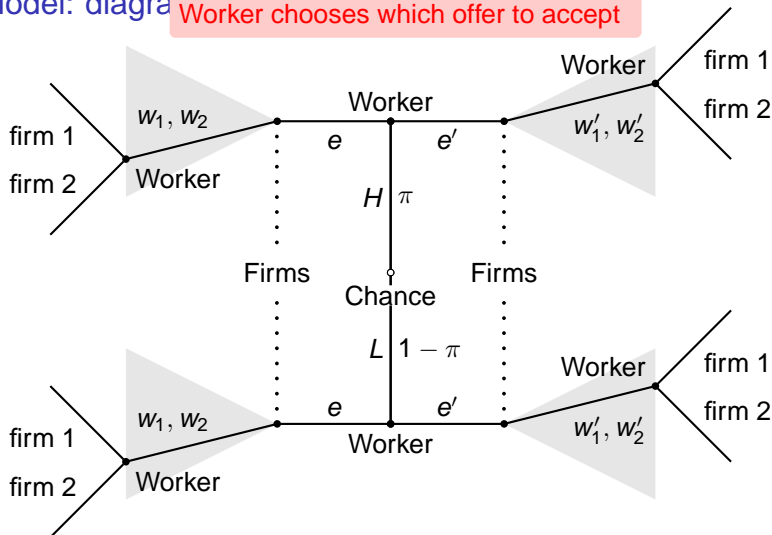 Model: diagra
Worker chooses which offer to accept
Worker
firm 1
w₁, w₂
Worker
firm 1
e
e′
w′₁, w′₂
firm 2
firm 2
Worker
H π
Firms
Firms
Chance
L 1 − π
Worker
firm 1
w₁, w₂
e
e′
firm 2
w′₁, w′₂
firm 1
Worker
firm 2
Worker